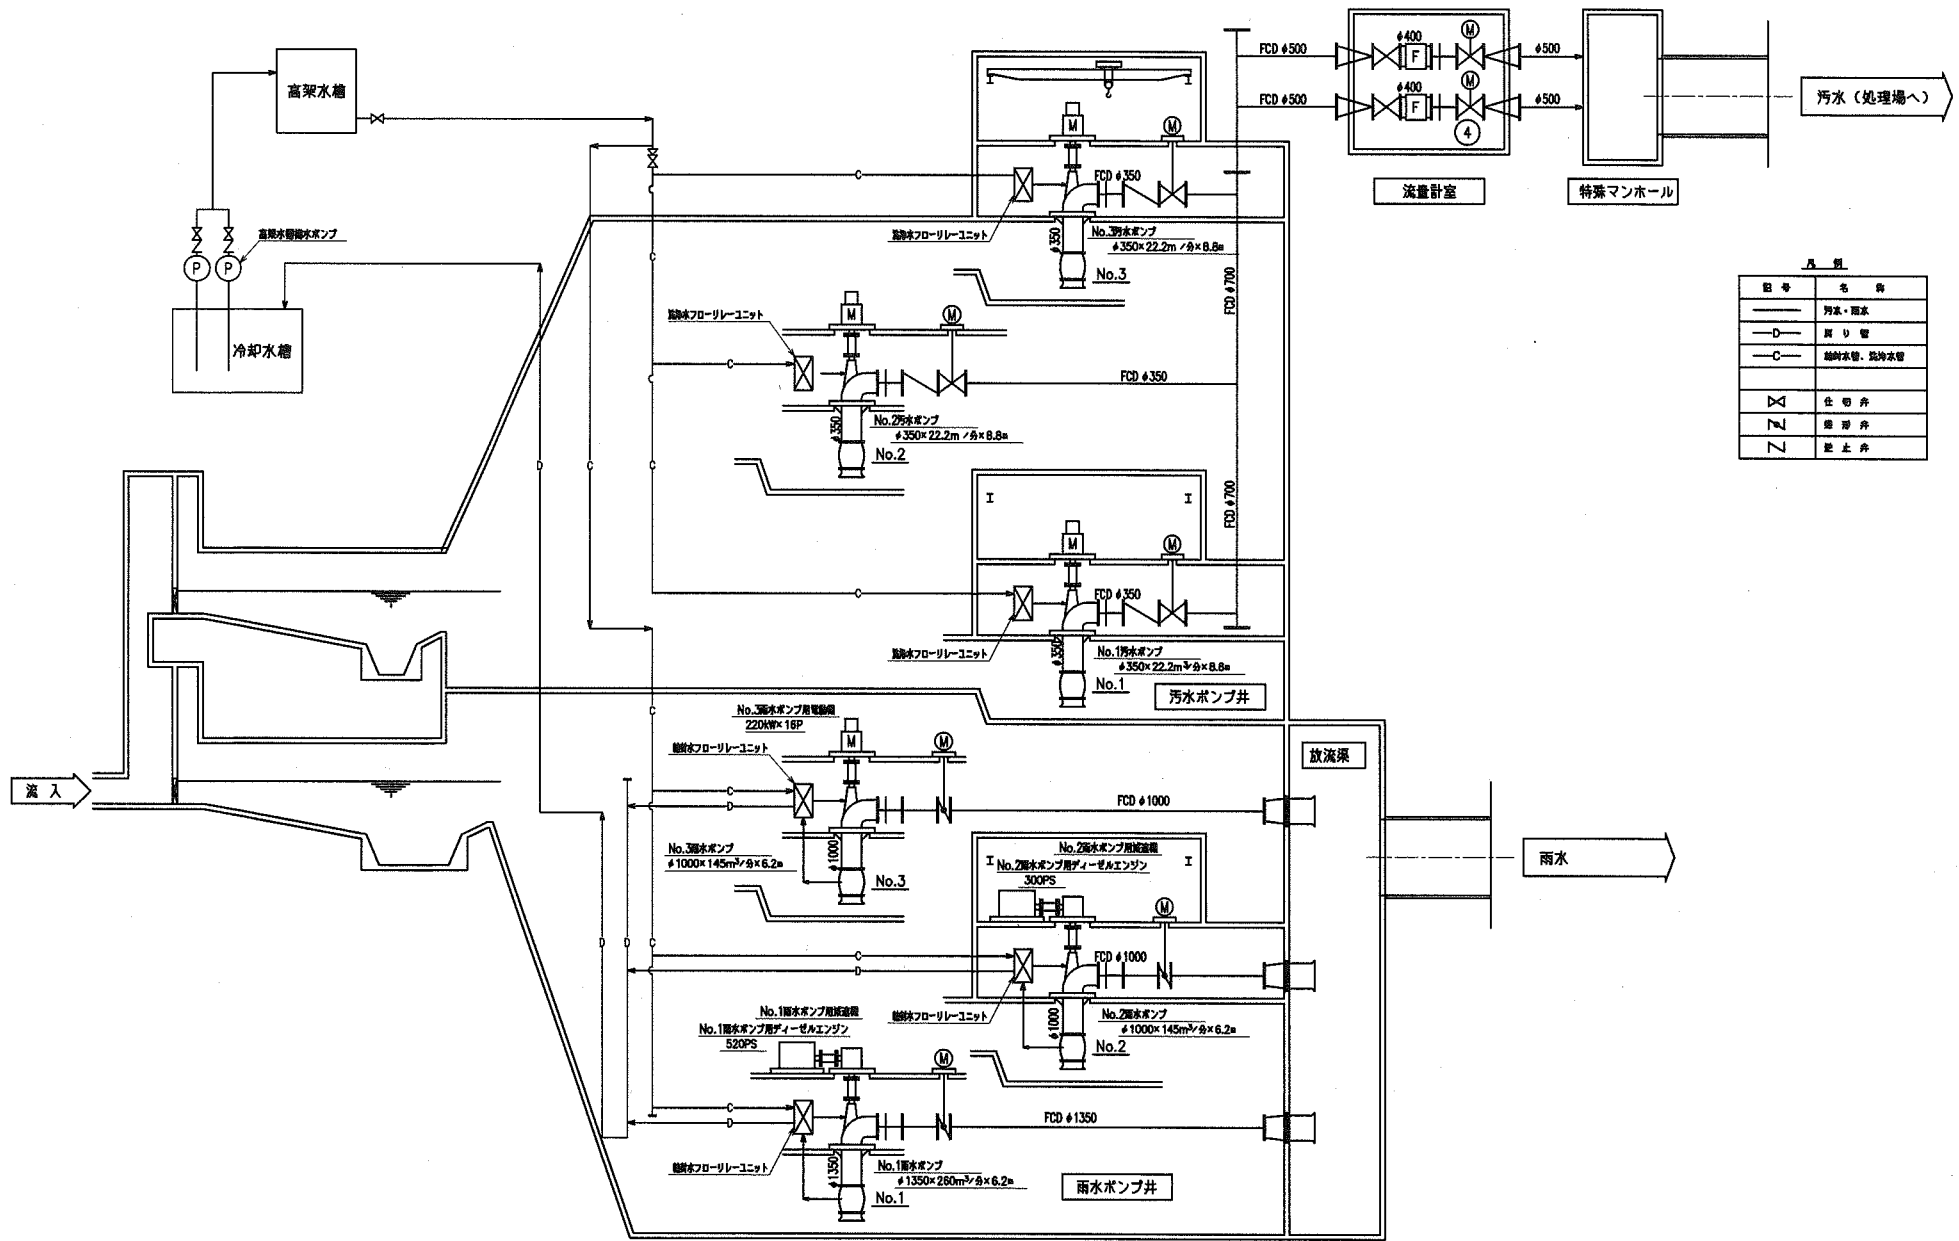 高架水槽
高架水槽揚水ポンプ
P
P
冷却水槽
FCD φ500
φ400
F
M
φ500
FCD φ500
φ400
F
M
φ500
④
汚水(処理場へ)
流量計室
特殊マンホール
M
M
FCD φ350
C
洗浄水フローリレーユニット
φ350
No.3汚水ポンプ
φ350×22.2m /分×8.8m
No.3
FCD φ700
C
洗浄水フローリレーユニット
M
M
C
FCD φ350
φ350
No.2汚水ポンプ
φ350×22.2m /分×8.8m
No.2
凡 例
記 号
名 称
汚水・雨水
D
戻 り 管
C
軸封水管、洗浄水管
仕 切 弁
蝶 形 弁
逆 止 弁
D
C
C
I
I
FCD φ700
M
M
C
FCD φ350
洗浄水フローリレーユニット
φ350
No.1汚水ポンプ
φ350×22.2m³/分×8.8m
No.1
汚水ポンプ井
No.3雨水ポンプ用電動機
220kW×16P
C
軸封水フローリレーユニット
M
M
放流渠
流 入
C
D
FCD φ1000
No.3雨水ポンプ
φ1000×145m³/分×6.2m
φ1000
No.3
雨水
No.2雨水ポンプ用減速機
I
I
No.2雨水ポンプ用ディーゼルエンジン
300PS
M
D
D
C
C
D
FCD φ1000
軸封水フローリレーユニット
φ1000
No.2雨水ポンプ
φ1000×145m³/分×6.2m
No.2
No.1雨水ポンプ用減速機
No.1雨水ポンプ用ディーゼルエンジン
520PS
M
C
D
FCD φ1350
軸封水フローリレーユニット
φ1350
No.1雨水ポンプ
φ1350×260m³/分×6.2m
No.1
雨水ポンプ井